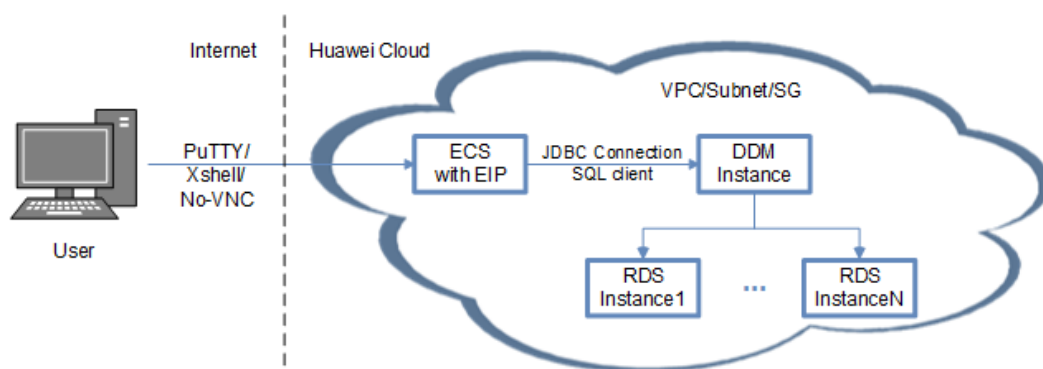 Internet
Huawei Cloud
VPC/Subnet/SG
PuTTY/
Xshell/
No-VNC
User
ECS
with EIP
JDBC Connection
SQL client
DDM
Instance
RDS
Instance1
...
RDS
InstanceN